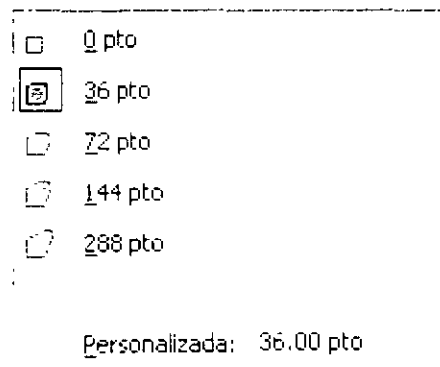 0 pto
36 pto
72 pto
144 pto
288 pto
Personalizada: 36.00 pto